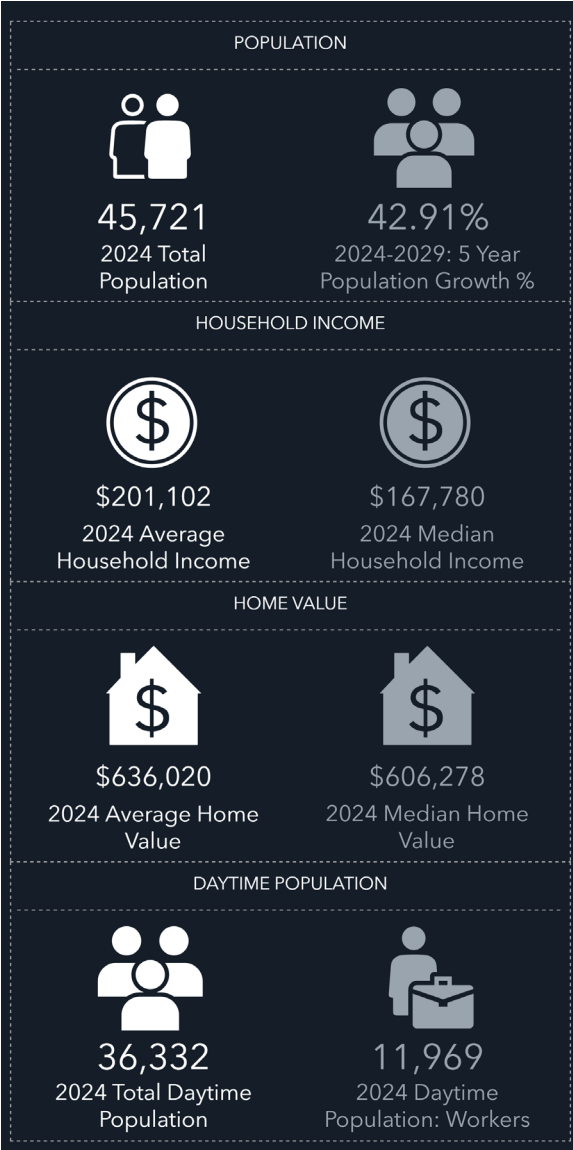 POPULATION
45,721
2024 Total
Population
42.91%
2024-2029: 5 Year
Population Growth %
HOUSEHOLD INCOME
$
$201,102
2024 Average
Household Income
$
$167,780
2024 Median
Household Income
HOME VALUE
$
$636,020
2024 Average Home
Value
$
$606,278
2024 Median Home
Value
DAYTIME POPULATION
36,332
2024 Total Daytime
Population
11,969
2024 Daytime
Population: Workers